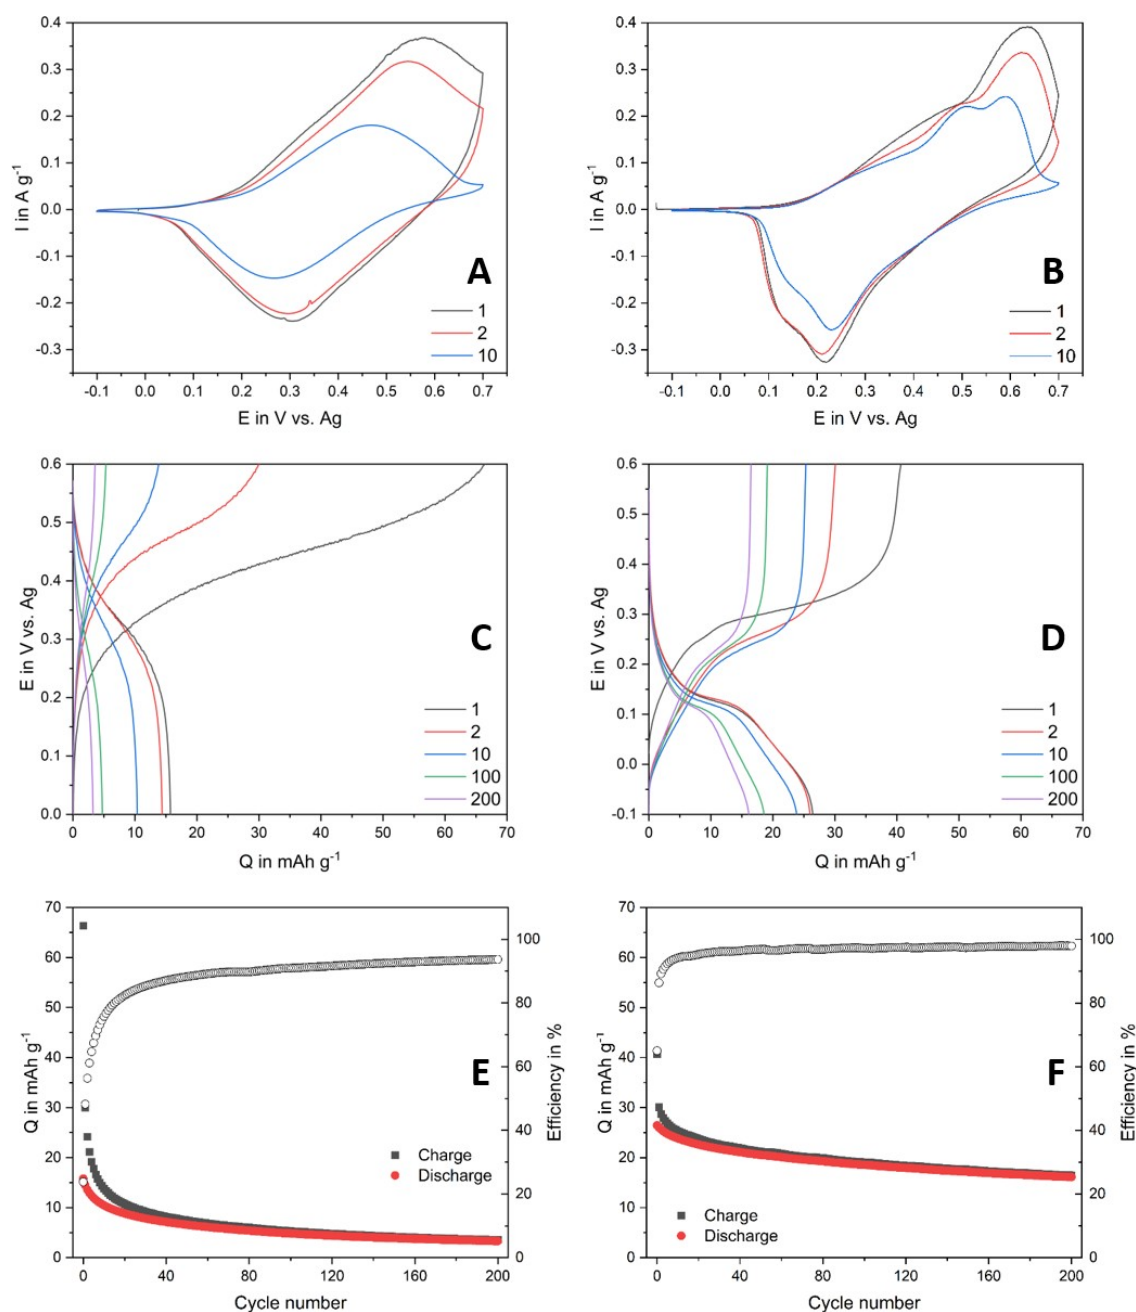 0.4
0.3
0.2
0.1
0.0
-0.1
-0.2
-0.3
I in A g⁻¹
-0.1 0.0 0.1 0.2 0.3 0.4 0.5 0.6 0.7
E in V vs. Ag
A
1
2
10
0.4
0.3
0.2
0.1
0.0
-0.1
-0.2
-0.3
I in A g⁻¹
-0.1 0.0 0.1 0.2 0.3 0.4 0.5 0.6 0.7
E in V vs. Ag
B
1
2
10
0.6
0.5
0.4
0.3
0.2
0.1
0.0
E in V vs. Ag
0 10 20 30 40 50 60 70
Q in mAh g⁻¹
C
1
2
10
100
200
0.6
0.5
0.4
0.3
0.2
0.1
0.0
-0.1
E in V vs. Ag
0 10 20 30 40 50 60 70
Q in mAh g⁻¹
D
1
2
10
100
200
70
60
50
40
30
20
10
0
Q in mAh g⁻¹
100
80
60
40
20
0
Efficiency in %
0 40 80 120 160 200
Cycle number
E
Charge
Discharge
70
60
50
40
30
20
10
0
Q in mAh g⁻¹
100
80
60
40
20
0
Efficiency in %
0 40 80 120 160 200
Cycle number
F
Charge
Discharge